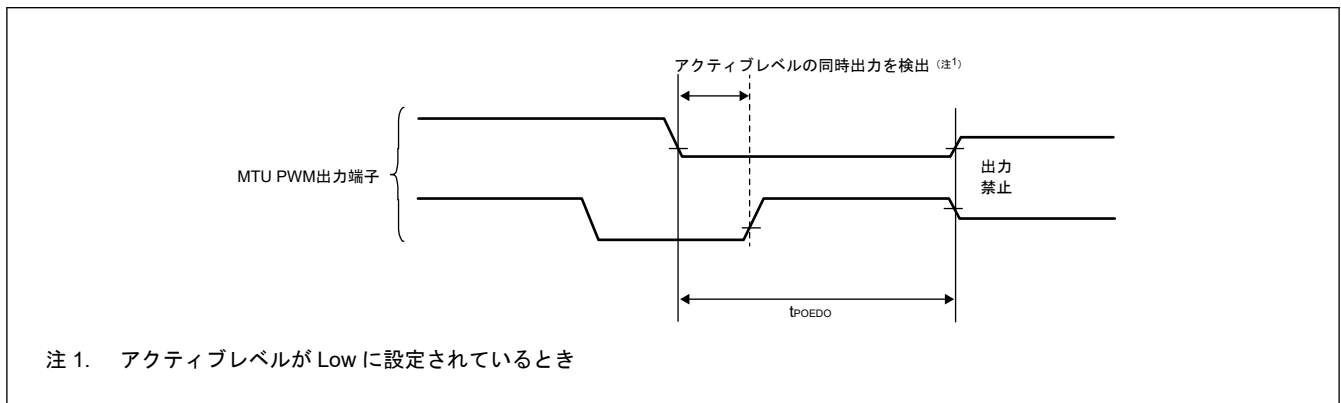 アクティブレベルの同時出力を検出（注1）
MTU PWM出力端子
出力
禁止
tPOEDO
注 1. アクティブレベルが Low に設定されているとき